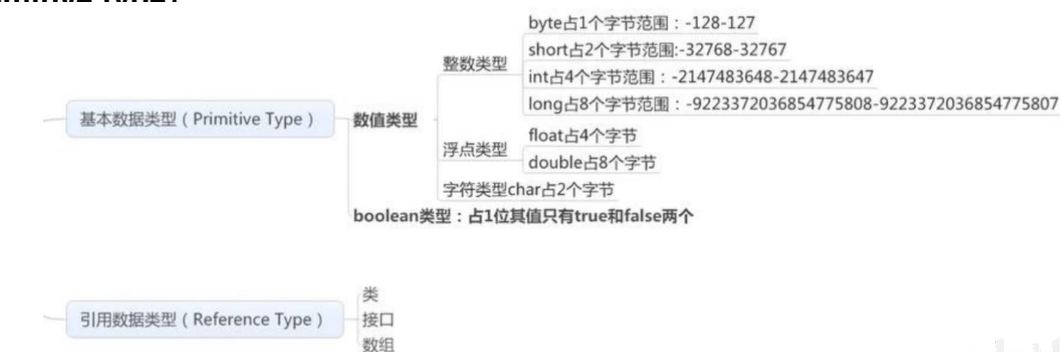 byte占1个字节范围：-128-127
short占2个字节范围:-32768-32767
整数类型
int占4个字节范围：-2147483648-2147483647
long占8个字节范围：-9223372036854775808-9223372036854775807
基本数据类型（Primitive Type）
数值类型
float占4个字节
浮点类型
double占8个字节
字符类型char占2个字节
boolean类型：占1位其值只有true和false两个
类
引用数据类型（Reference Type）
接口
数组